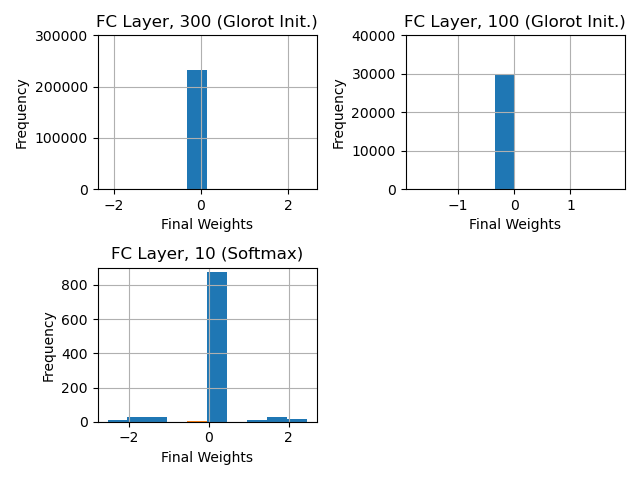 FC Layer, 300 (Glorot Init.)
300000
200000
100000
0
Frequency
−2
0
2
Final Weights
FC Layer, 100 (Glorot Init.)
40000
30000
20000
10000
0
Frequency
−1
0
1
Final Weights
FC Layer, 10 (Softmax)
800
600
400
200
0
Frequency
−2
0
2
Final Weights